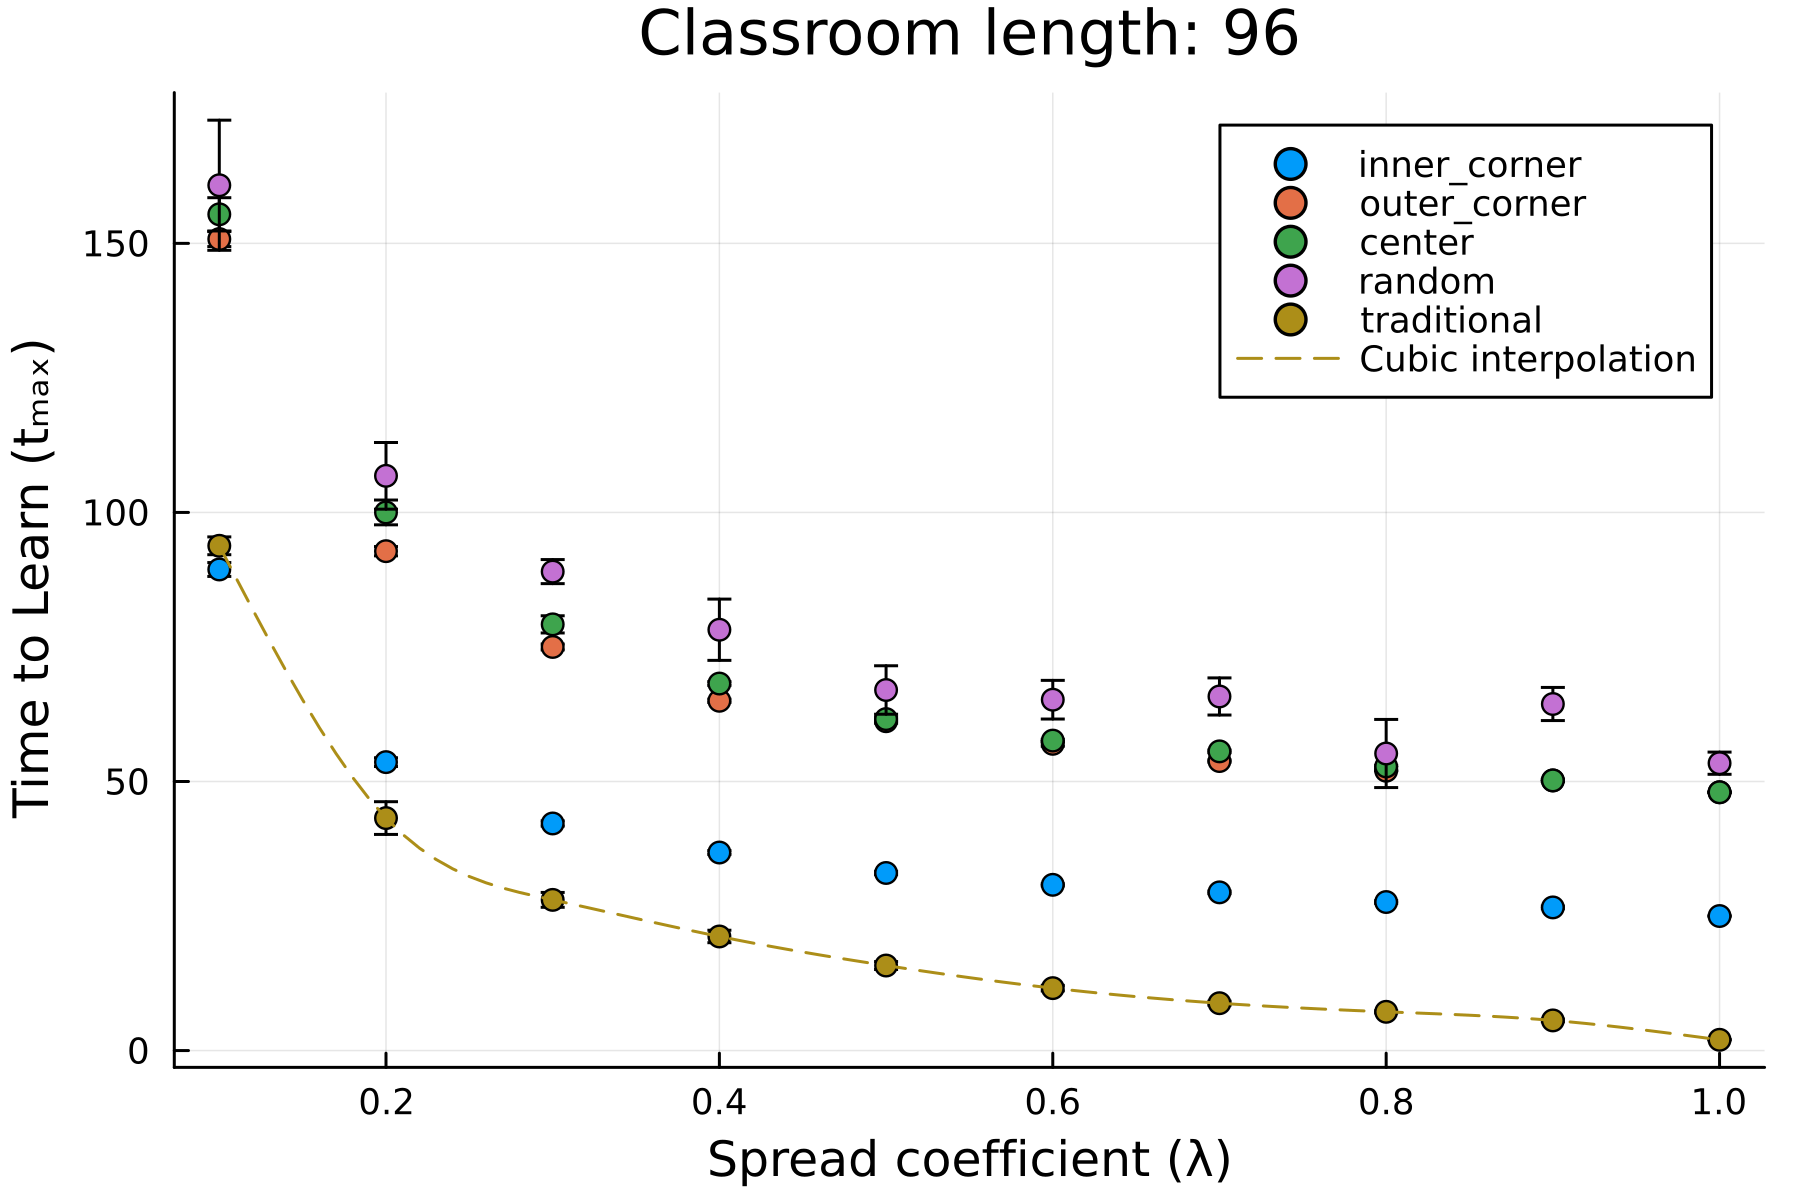 Classroom length: 96
inner_corner
outer_corner
center
random
traditional
Cubic interpolation
Time to Learn (tₘₐₓ)
150
100
50
0
0.2 0.4 0.6 0.8 1.0
Spread coefficient (λ)